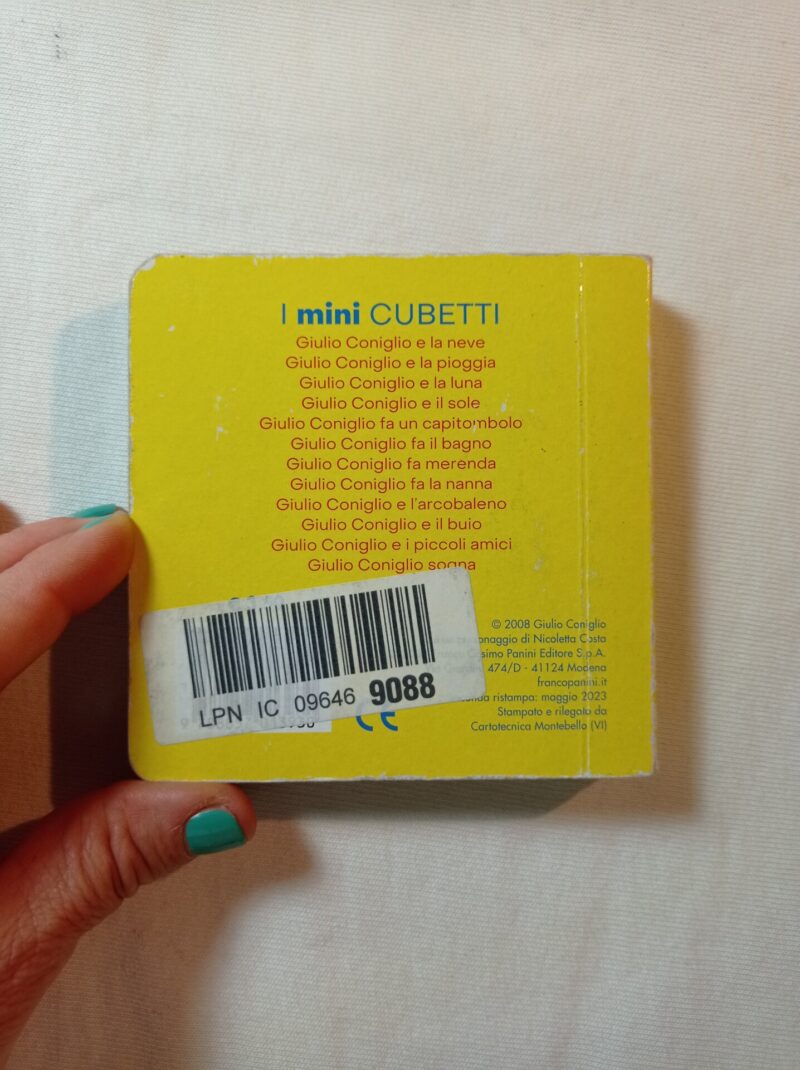 I mini CUBETTI
Giulio Coniglio e la neve
Giulio Coniglio e la pioggia
Giulio Coniglio e la luna
Giulio Coniglio e il sole
Giulio Coniglio fa un capitombolo
Giulio Coniglio fa il bagno
Giulio Coniglio fa merenda
Giulio Coniglio fa la nanna
Giulio Coniglio e l'arcobaleno
Giulio Coniglio e il buio
Giulio Coniglio e i piccoli amici
Giulio Coniglio sogna
© 2008 Giulio Coniglio
di Nicoletta Costa
Panini Editore S.p.A.
474/D - 41124 Modena
francopanini.it
ristampa: maggio 2023
Stampato e rilegato da
Cartotecnica Montebello (VI)
LPN IC 09646 9088